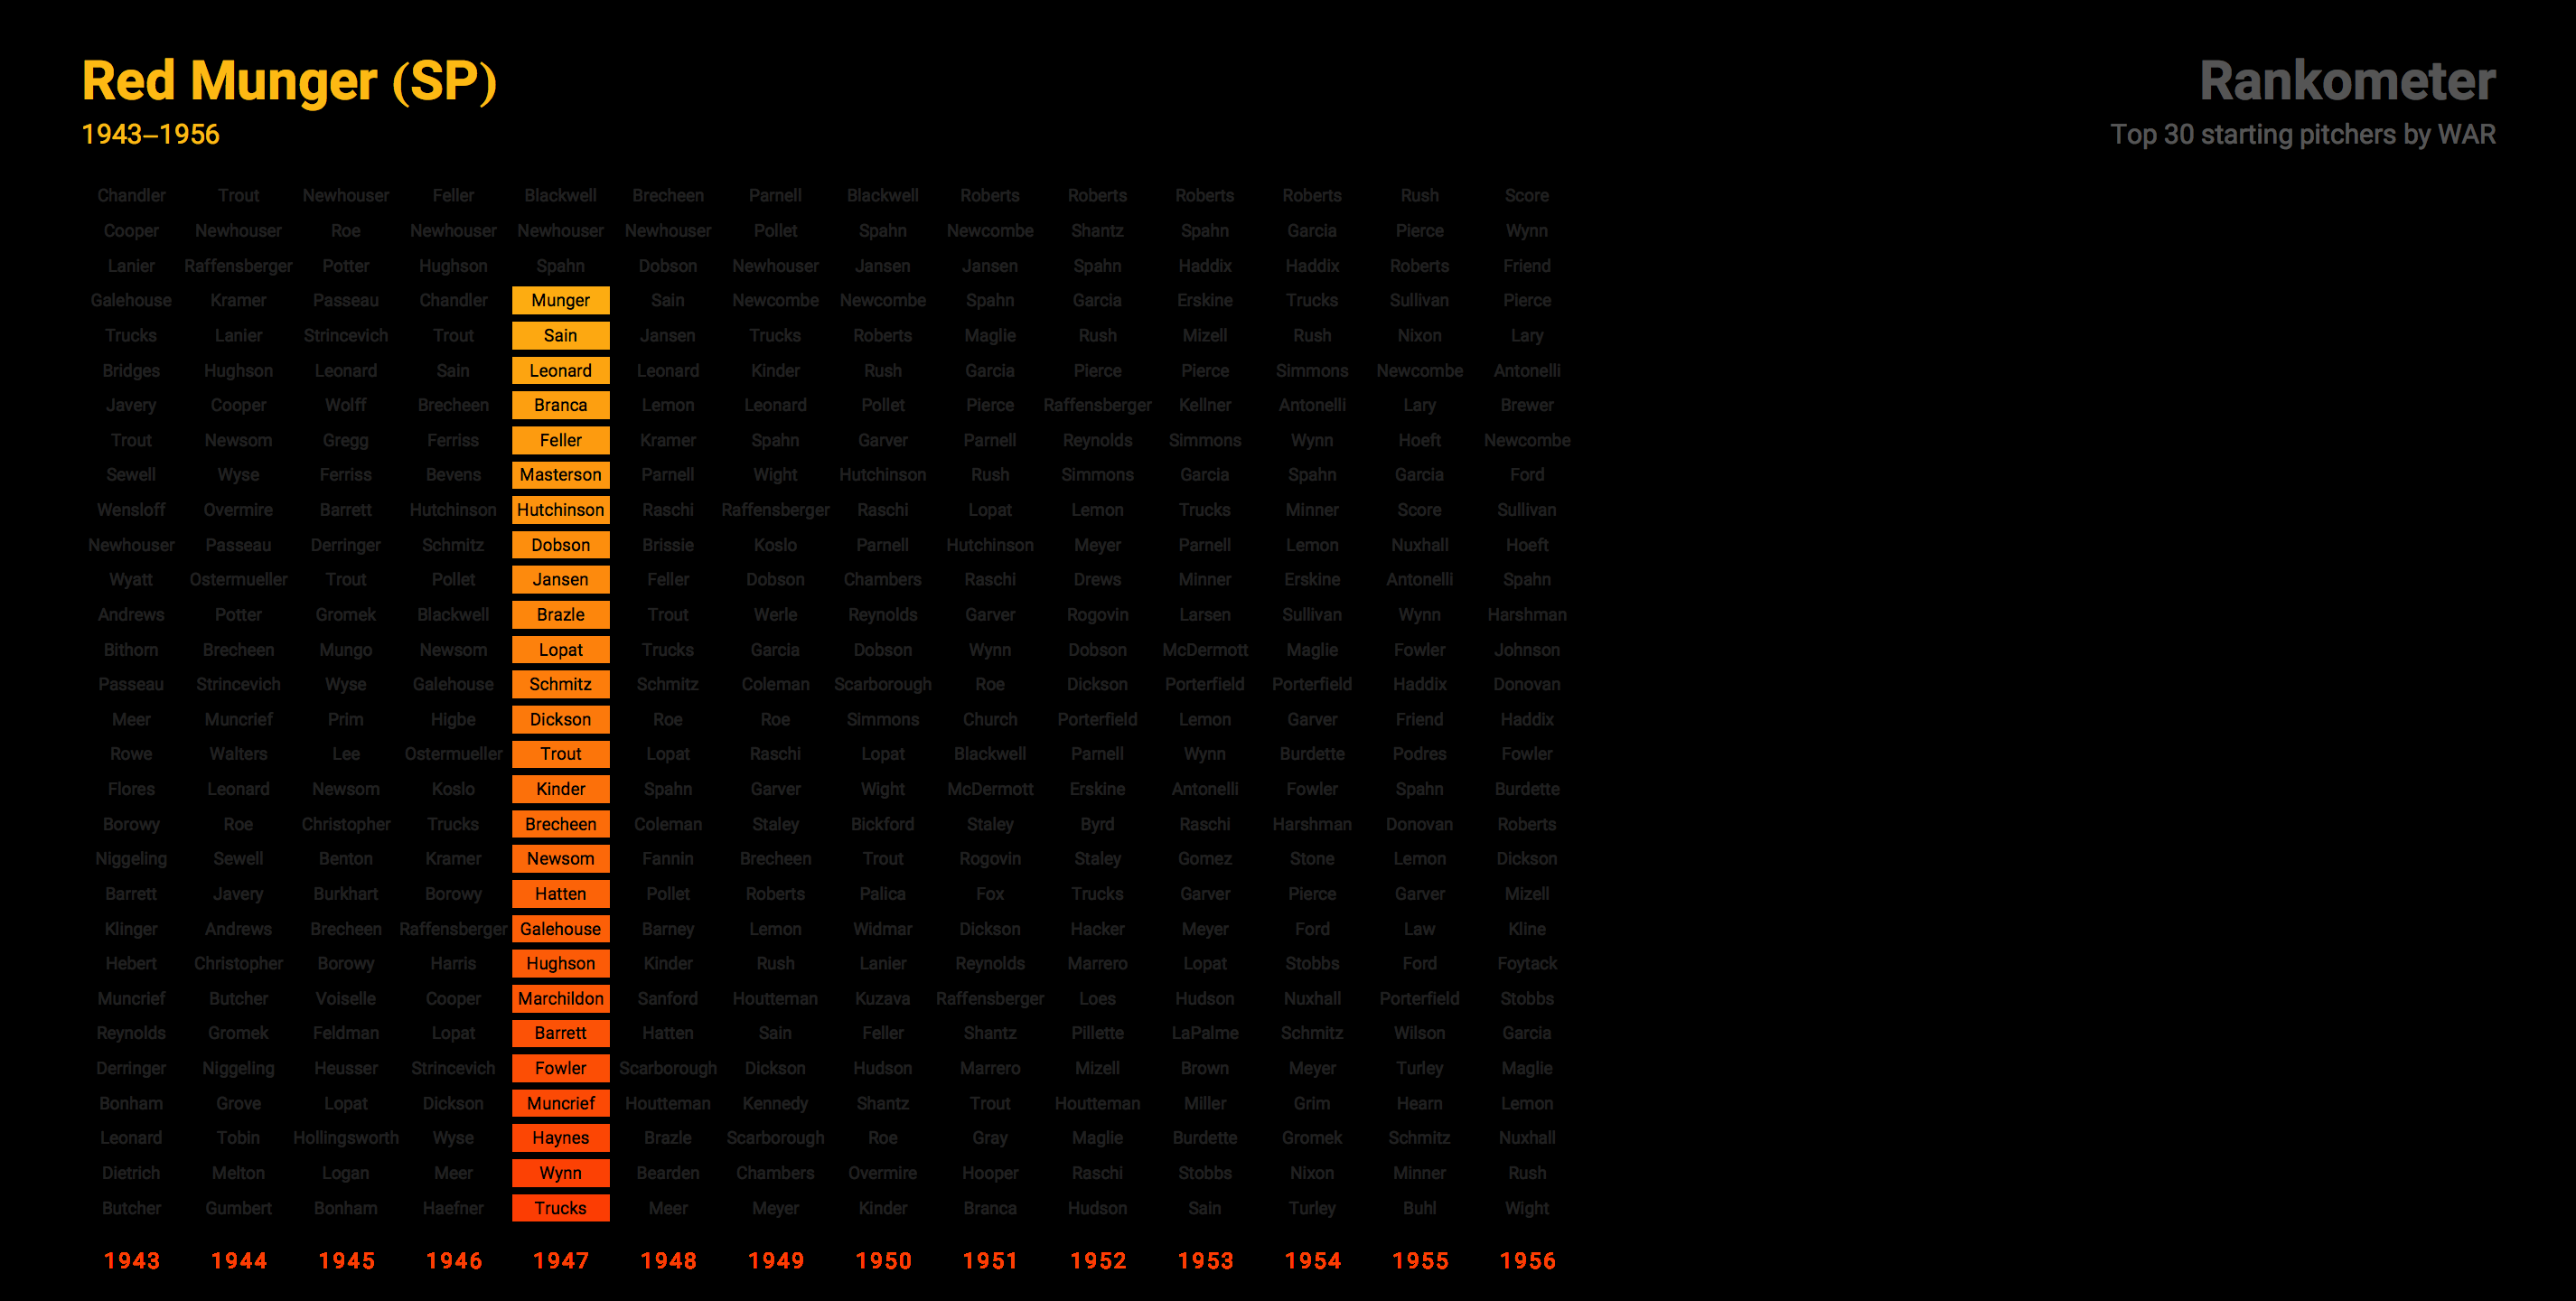 Red Munger (SP)
1943–1956
Rankometer
Top 30 starting pitchers by WAR
Chandler Trout Newhouser Feller Blackwell Brecheen Parnell Blackwell Roberts Roberts Roberts Roberts Rush Score
Cooper Newhouser Roe Newhouser Newhouser Newhouser Pollet Spahn Newcombe Shantz Spahn Garcia Pierce Wynn
Lanier Raffensberger Potter Hughson Spahn Dobson Newhouser Jansen Jansen Spahn Haddix Haddix Roberts Friend
Galehouse Kramer Passeau Chandler Munger Sain Newcombe Newcombe Spahn Garcia Erskine Trucks Sullivan Pierce
Trucks Lanier Strincevich Trout Sain Jansen Trucks Roberts Maglie Rush Mizell Rush Nixon Lary
Bridges Hughson Leonard Sain Leonard Leonard Kinder Rush Garcia Pierce Pierce Simmons Newcombe Antonelli
Javery Cooper Wolff Brecheen Branca Lemon Leonard Pollet Pierce Raffensberger Kellner Antonelli Lary Brewer
Trout Newsom Gregg Ferriss Feller Kramer Spahn Garver Parnell Reynolds Simmons Wynn Hoeft Newcombe
Sewell Wyse Ferriss Bevens Masterson Parnell Wight Hutchinson Rush Simmons Garcia Spahn Garcia Ford
Wensloff Overmire Barrett Hutchinson Hutchinson Raschi Raffensberger Raschi Lopat Lemon Trucks Minner Score Sullivan
Newhouser Passeau Derringer Schmitz Dobson Brissie Koslo Parnell Hutchinson Meyer Parnell Lemon Nuxhall Hoeft
Wyatt Ostermueller Trout Pollet Jansen Feller Dobson Chambers Raschi Drews Minner Erskine Antonelli Spahn
Andrews Potter Gromek Blackwell Brazle Trout Werle Reynolds Garver Rogovin Larsen Sullivan Wynn Harshman
Bithorn Brecheen Mungo Newsom Lopat Trucks Garcia Dobson Wynn Dobson McDermott Maglie Fowler Johnson
Passeau Strincevich Wyse Galehouse Schmitz Schmitz Coleman Scarborough Roe Dickson Porterfield Porterfield Haddix Donovan
Meer Muncrief Prim Higbe Dickson Roe Roe Simmons Church Porterfield Lemon Garver Friend Haddix
Rowe Walters Lee Ostermueller Trout Lopat Raschi Lopat Blackwell Parnell Wynn Burdette Podres Fowler
Flores Leonard Newsom Koslo Kinder Spahn Garver Wight McDermott Erskine Antonelli Fowler Spahn Burdette
Borowy Roe Christopher Trucks Brecheen Coleman Staley Bickford Staley Byrd Raschi Harshman Donovan Roberts
Niggeling Sewell Benton Kramer Newsom Fannin Brecheen Trout Rogovin Staley Gomez Stone Lemon Dickson
Barrett Javery Burkhart Borowy Hatten Pollet Roberts Palica Fox Trucks Garver Pierce Garver Mizell
Klinger Andrews Brecheen Raffensberger Galehouse Barney Lemon Widmar Dickson Hacker Meyer Ford Law Kline
Hebert Christopher Borowy Harris Hughson Kinder Rush Lanier Reynolds Marrero Lopat Stobbs Ford Foytack
Muncrief Butcher Voiselle Cooper Marchildon Sanford Houtteman Kuzava Raffensberger Loes Hudson Nuxhall Porterfield Stobbs
Reynolds Gromek Feldman Lopat Barrett Hatten Sain Feller Shantz Pillette LaPalme Schmitz Wilson Garcia
Derringer Niggeling Heusser Strincevich Fowler Scarborough Dickson Hudson Marrero Mizell Brown Meyer Turley Maglie
Bonham Grove Lopat Dickson Muncrief Houtteman Kennedy Shantz Trout Houtteman Miller Grim Hearn Lemon
Leonard Tobin Hollingsworth Wyse Haynes Brazle Scarborough Roe Gray Maglie Burdette Gromek Schmitz Nuxhall
Dietrich Melton Logan Meer Wynn Bearden Chambers Overmire Hooper Raschi Stobbs Nixon Minner Rush
Butcher Gumbert Bonham Haefner Trucks Meer Meyer Kinder Branca Hudson Sain Turley Buhl Wight
1943 1944 1945 1946 1947 1948 1949 1950 1951 1952 1953 1954 1955 1956